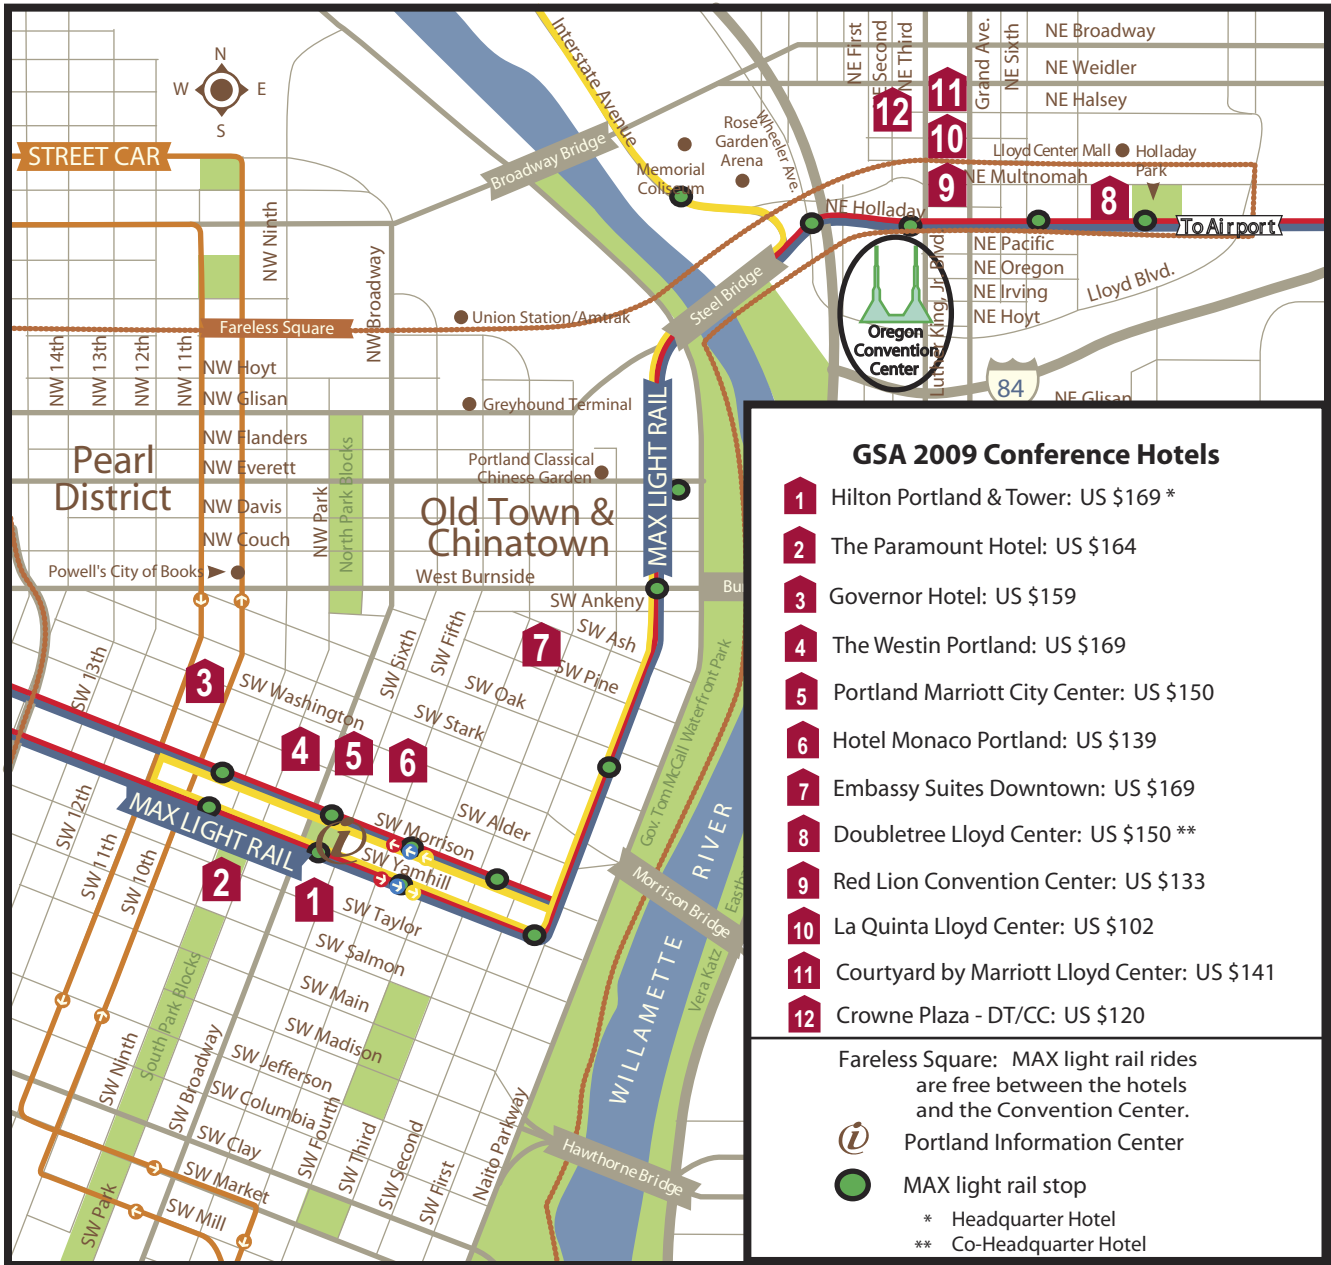 N
W
E
S
STREET CAR
Interstate Avenue
Broadway Bridge
Memorial
Coliseum
Rose
Garden
Arena
Wheeler Ave.
NE First
NE Third
Grand Ave.
NE Sixth
NE Broadway
NE Weidler
NE Halsey
12
11
10
9
8
Lloyd Center Mall
Holladay
Park
NE Multnomah
NE Holladay
To Airport
NE Pacific
NE Oregon
NE Irving
NE Hoyt
Lloyd Blvd.
Luther King, Jr. Blvd.
Oregon
Convention
Center
84
NE Glisan
NW Ninth
NW Broadway
Fareless Square
Union Station/Amtrak
Steel Bridge
NW 14th
NW 13th
NW 12th
NW 11th
NW Hoyt
NW Glisan
NW Flanders
NW Everett
NW Davis
NW Couch
Greyhound Terminal
MAX LIGHT RAIL
Pearl
District
NW Park
North Park Blocks
Portland Classical
Chinese Garden
Old Town &
Chinatown
Powell's City of Books
West Burnside
Bu
SW Ankeny
SW Ash
SW Pine
7
SW Sixth
SW Fifth
SW Oak
SW Stark
SW 13th
3
SW Washington
4
5
6
SW Alder
SW Morrison
SW Yamhill
MAX LIGHT RAIL
SW 12th
SW 11th
SW 10th
2
1
SW Taylor
SW Salmon
SW Main
SW Madison
SW Jefferson
SW Columbia
SW Clay
SW Market
SW Mill
South Park Blocks
SW Ninth
SW Broadway
SW Park
SW Fourth
SW Third
SW Second
SW First
Naito Parkway
Gov. Tom McCall Waterfront Park
Morrison Bridge
WILLAMETTE RIVER
Vera Katz Eastba
Hawthorne Bridge
GSA 2009 Conference Hotels
1 Hilton Portland & Tower: US $169 *
2 The Paramount Hotel: US $164
3 Governor Hotel: US $159
4 The Westin Portland: US $169
5 Portland Marriott City Center: US $150
6 Hotel Monaco Portland: US $139
7 Embassy Suites Downtown: US $169
8 Doubletree Lloyd Center: US $150 **
9 Red Lion Convention Center: US $133
10 La Quinta Lloyd Center: US $102
11 Courtyard by Marriott Lloyd Center: US $141
12 Crowne Plaza - DT/CC: US $120
Fareless Square: MAX light rail rides
are free between the hotels
and the Convention Center.
i Portland Information Center
MAX light rail stop
* Headquarter Hotel
** Co-Headquarter Hotel
E Second
i